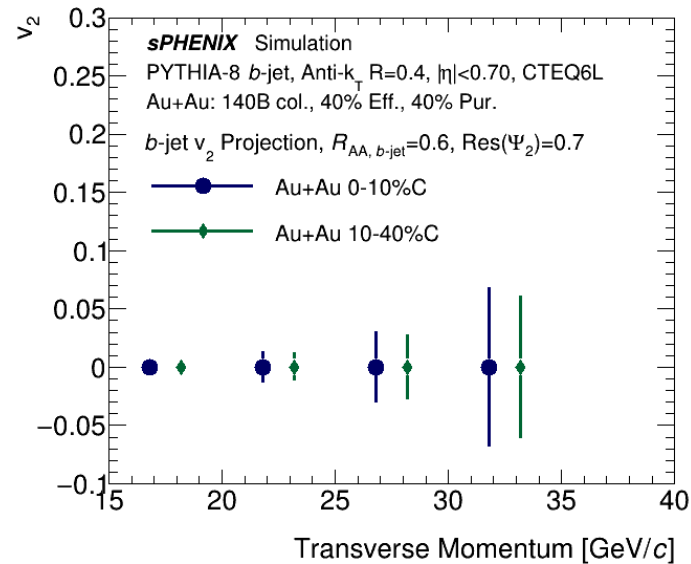 v₂
0.3
sPHENIX Simulation
0.25
PYTHIA-8 b-jet, Anti-k_T R=0.4, |η|<0.70, CTEQ6L
Au+Au: 140B col., 40% Eff., 40% Pur.
0.2
b-jet v₂ Projection, R_AA, b-jet=0.6, Res(Ψ₂)=0.7
0.15
Au+Au 0-10%C
0.1
Au+Au 10-40%C
0.05
0
−0.05
−0.1
15 20 25 30 35 40
Transverse Momentum [GeV/c]